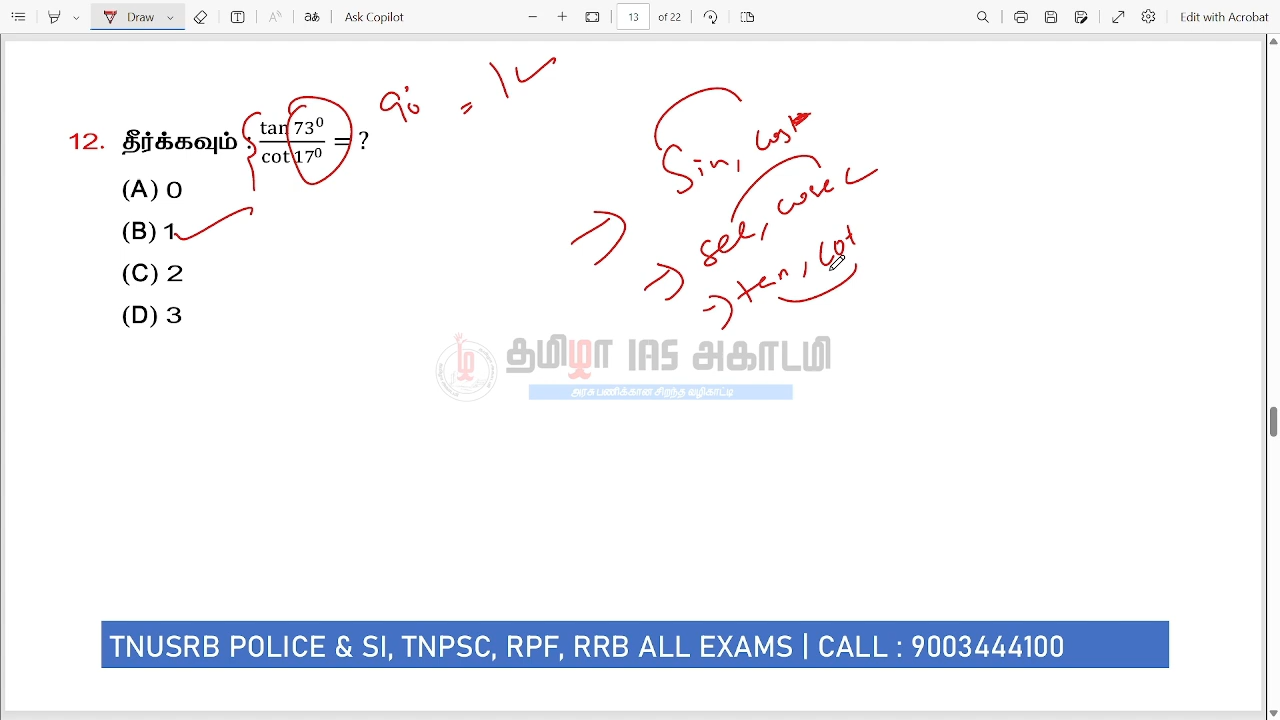 Draw
Ask Copilot
13 of 22
Edit with Acrobat
12. தீர்க்கவும் : tan 73⁰ / cot 17⁰ = ?
(A) 0
(B) 1
(C) 2
(D) 3
90° = 1
Sin, cos
sec, cosec
tan, cot
தமிழா IAS அகாடமி
அரசு பணிக்கான சிறந்த வழிகாட்டி
TNUSRB POLICE & SI, TNPSC, RPF, RRB ALL EXAMS | CALL : 9003444100